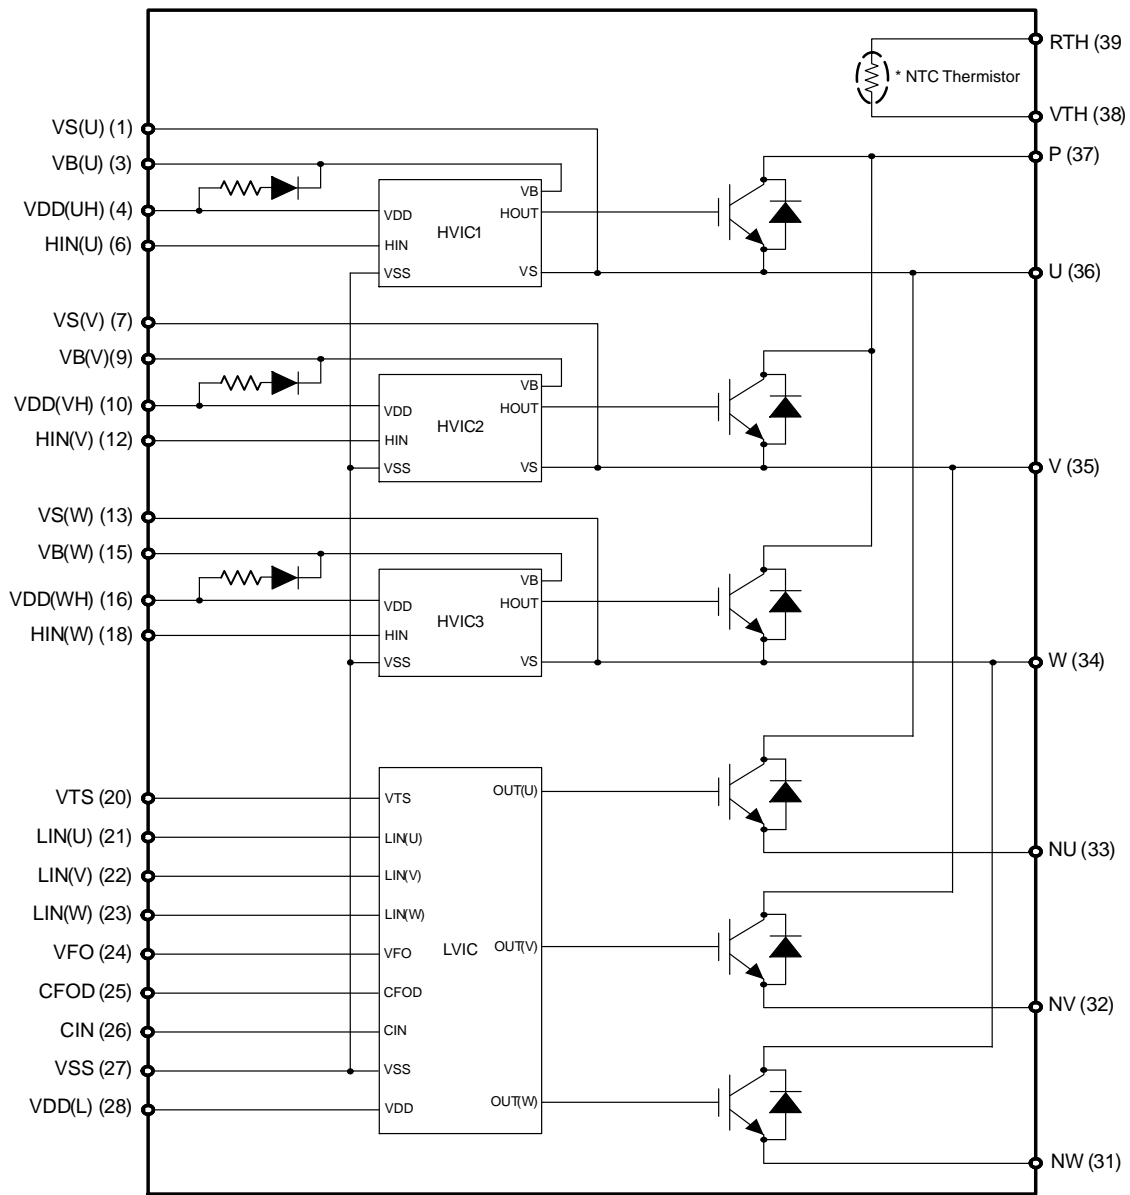 RTH (39
* NTC Thermistor
VTH (38)
VS(U) (1)
VB(U) (3)
P (37)
VB
VDD(UH) (4)
VDD
HOUT
HVIC1
HIN(U) (6)
HIN
VSS
VS
U (36)
VS(V) (7)
VB(V)(9)
VB
VDD(VH) (10)
VDD
HOUT
HVIC2
HIN(V) (12)
HIN
VSS
VS
V (35)
VS(W) (13)
VB(W) (15)
VB
VDD(WH) (16)
VDD
HOUT
HVIC3
HIN(W) (18)
HIN
VSS
VS
W (34)
VTS (20)
VTS
OUT(U)
LIN(U) (21)
LIN(U)
NU (33)
LIN(V) (22)
LIN(V)
LIN(W) (23)
LIN(W)
VFO (24)
VFO
LVIC
OUT(V)
CFOD (25)
CFOD
NV (32)
CIN (26)
CIN
VSS (27)
VSS
VDD(L) (28)
VDD
OUT(W)
NW (31)